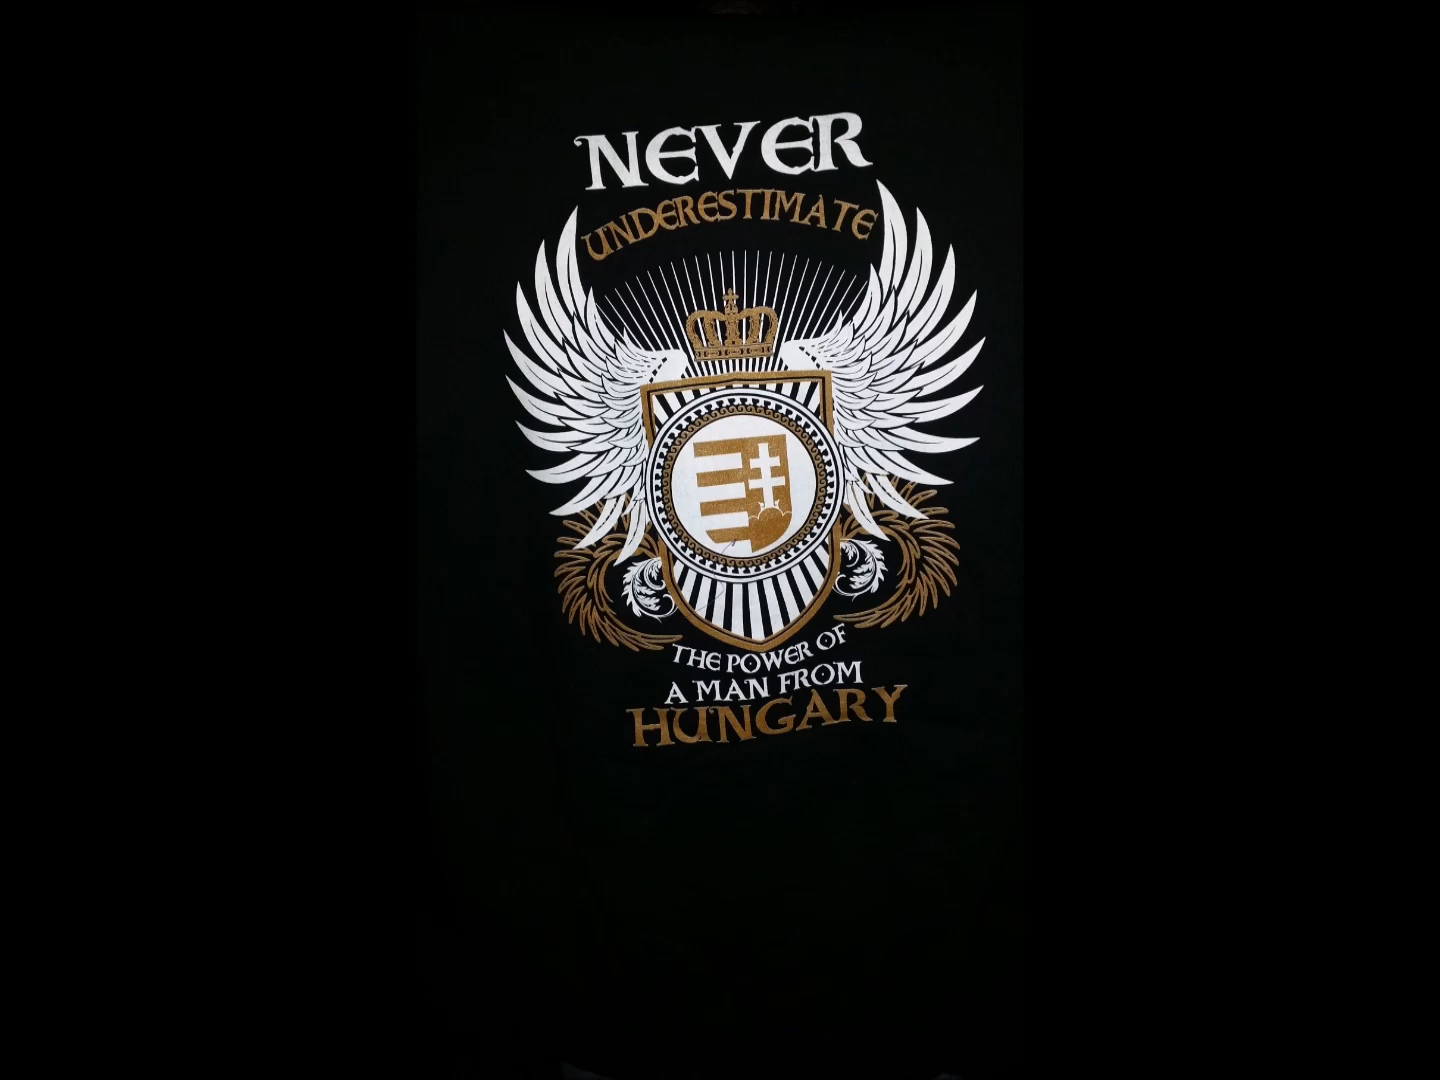 NEVER
UNDERESTIMATE
THE POWER OF
A MAN FROM
HUNGARY